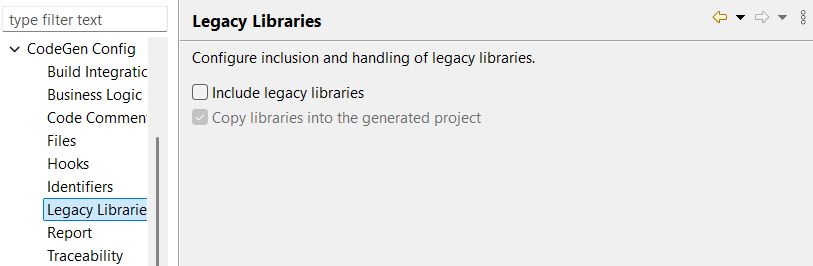 type filter text
CodeGen Config
Build Integratic
Business Logic
Code Commen
Files
Hooks
Identifiers
Legacy Librarie
Report
Traceability
Legacy Libraries
Configure inclusion and handling of legacy libraries.
Include legacy libraries
Copy libraries into the generated project